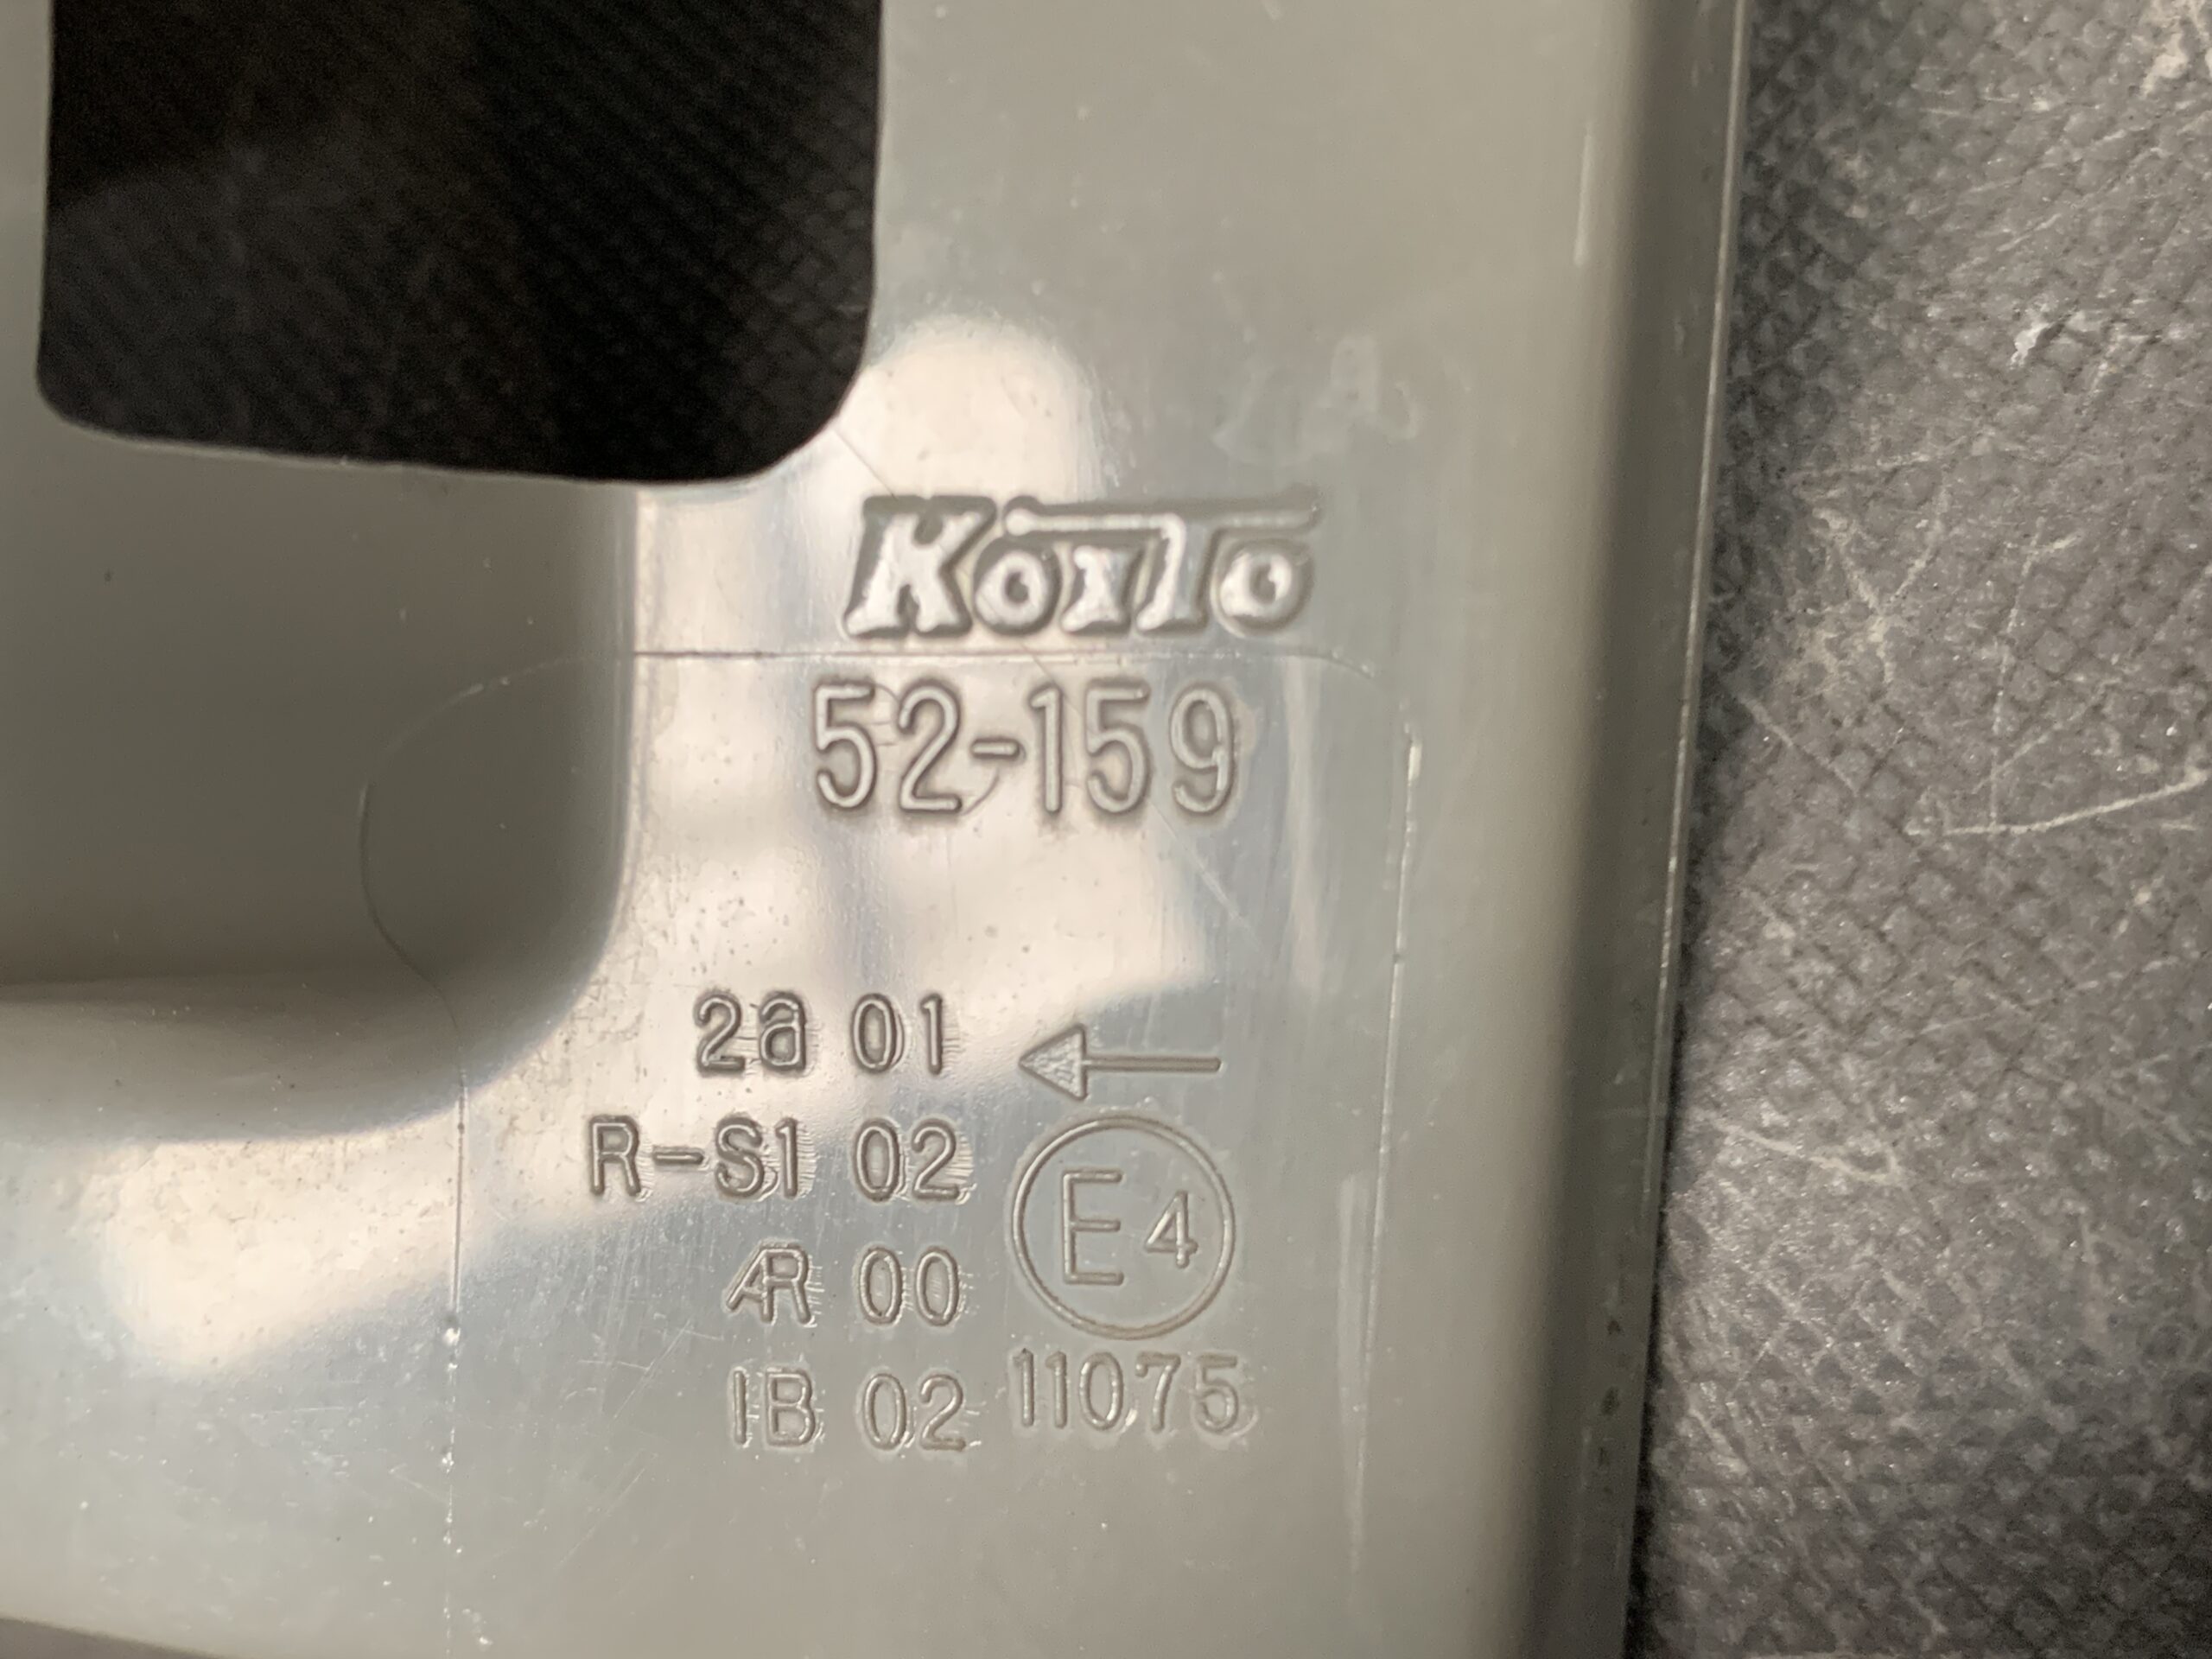 KoiTo
52-159
2a 01 ←
R-S1 02
AR 00 E4
IB 02 11075